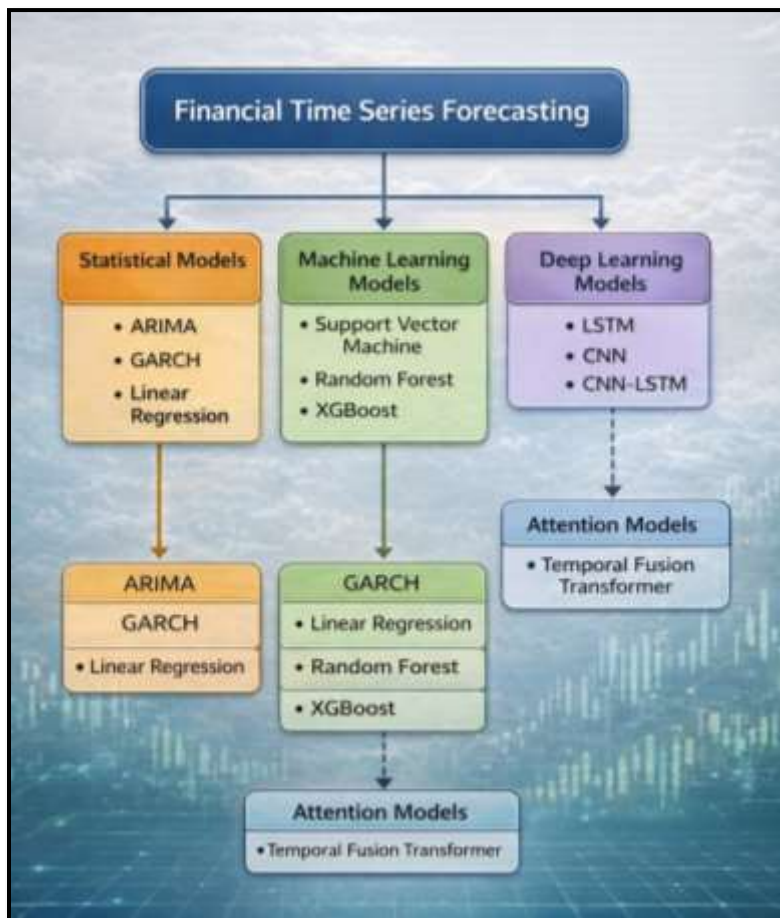 Financial Time Series Forecasting
Statistical Models
• ARIMA
• GARCH
• Linear
Regression
Machine Learning
Models
• Support Vector
Machine
• Random Forest
• XGBoost
Deep Learning
Models
• LSTM
• CNN
• CNN-LSTM
Attention Models
• Temporal Fusion
Transformer
ARIMA
GARCH
• Linear Regression
GARCH
• Linear Regression
• Random Forest
• XGBoost
Attention Models
• Temporal Fusion Transformer